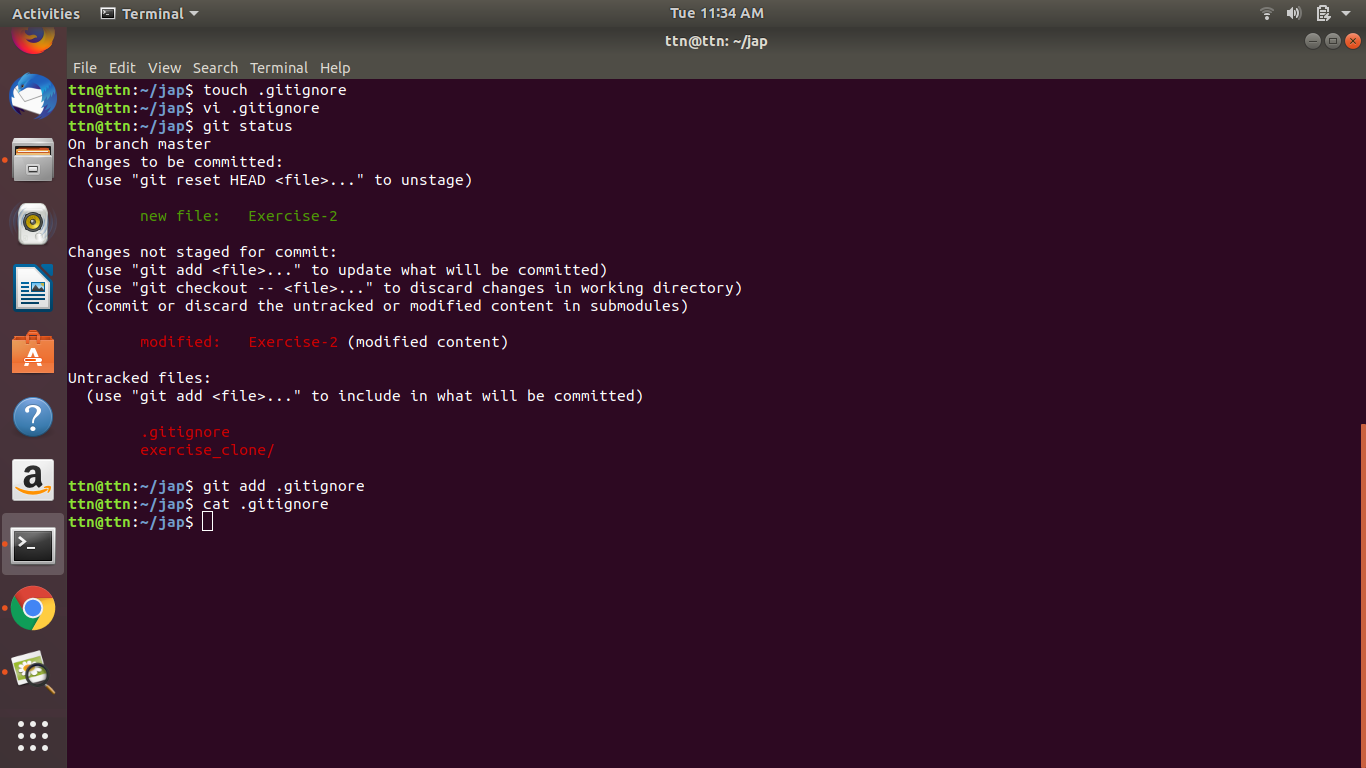 Activities Terminal Tue 11:34 AM
ttn@ttn: ~/jap
File Edit View Search Terminal Help
ttn@ttn:~/jap$ touch .gitignore
ttn@ttn:~/jap$ vi .gitignore
ttn@ttn:~/jap$ git status
On branch master
Changes to be committed:
  (use "git reset HEAD <file>..." to unstage)
        new file:   Exercise-2
Changes not staged for commit:
  (use "git add <file>..." to update what will be committed)
  (use "git checkout -- <file>..." to discard changes in working directory)
  (commit or discard the untracked or modified content in submodules)
        modified:   Exercise-2 (modified content)
Untracked files:
  (use "git add <file>..." to include in what will be committed)
        .gitignore
        exercise_clone/
ttn@ttn:~/jap$ git add .gitignore
ttn@ttn:~/jap$ cat .gitignore
ttn@ttn:~/jap$